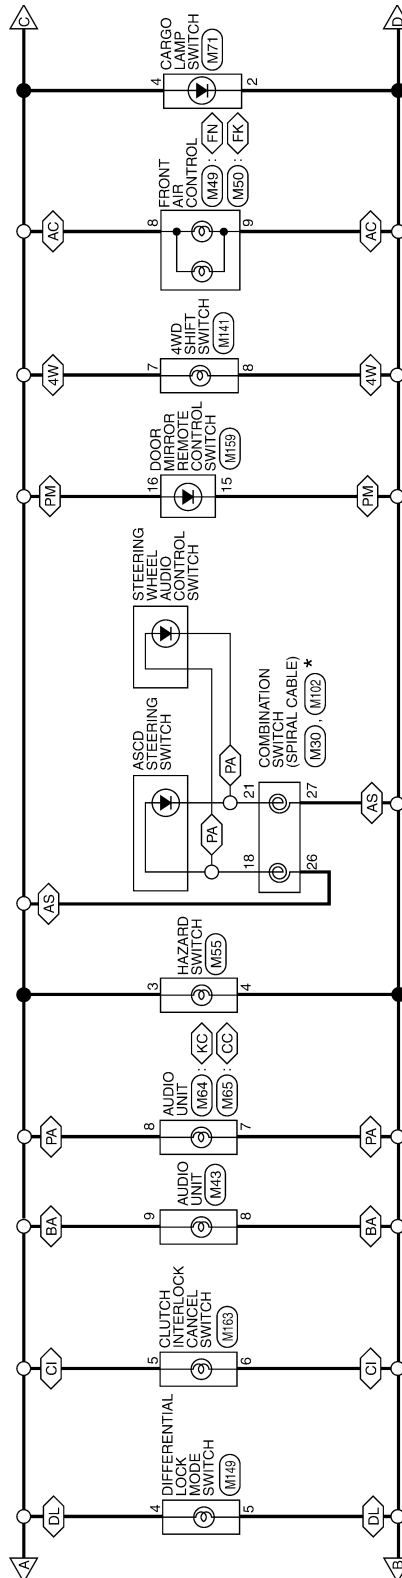 A
DL
4
DIFFERENTIAL
LOCK
MODE
SWITCH
M149
5
DL
CI
5
CLUTCH
INTERLOCK
CANCEL
SWITCH
M163
6
CI
BA
9
AUDIO
UNIT
M43
8
BA
PA
8
AUDIO
UNIT
M64 : KC
M65 : CC
7
PA
3
HAZARD
SWITCH
M55
4
AS
ASCD
STEERING
SWITCH
STEERING
WHEEL
AUDIO
CONTROL
SWITCH
PA
PA
18
21
COMBINATION
SWITCH
(SPIRAL CABLE)
M30 , M102 *
26
27
AS
PM
16
DOOR
MIRROR
REMOTE
CONTROL
SWITCH
M159
15
PM
4W
7
4WD
SHIFT
SWITCH
M141
8
4W
AC
8
FRONT
AIR
CONTROL
M49 : FN
M50 : FK
9
AC
4
CARGO
LAMP
SWITCH
M71
2
C
B
D